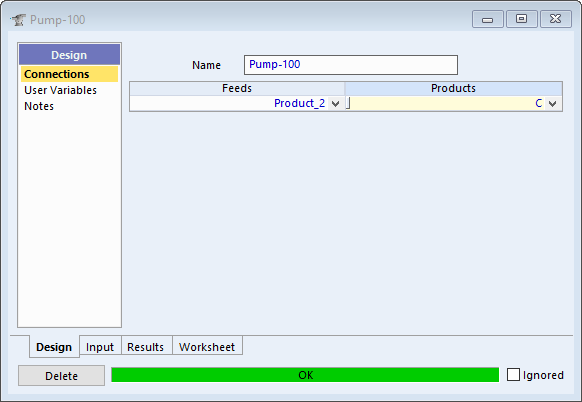 Pump-100
Design
Connections
User Variables
Notes
Name Pump-100
Feeds Products
Product_2 C
Design Input Results Worksheet
Delete OK Ignored